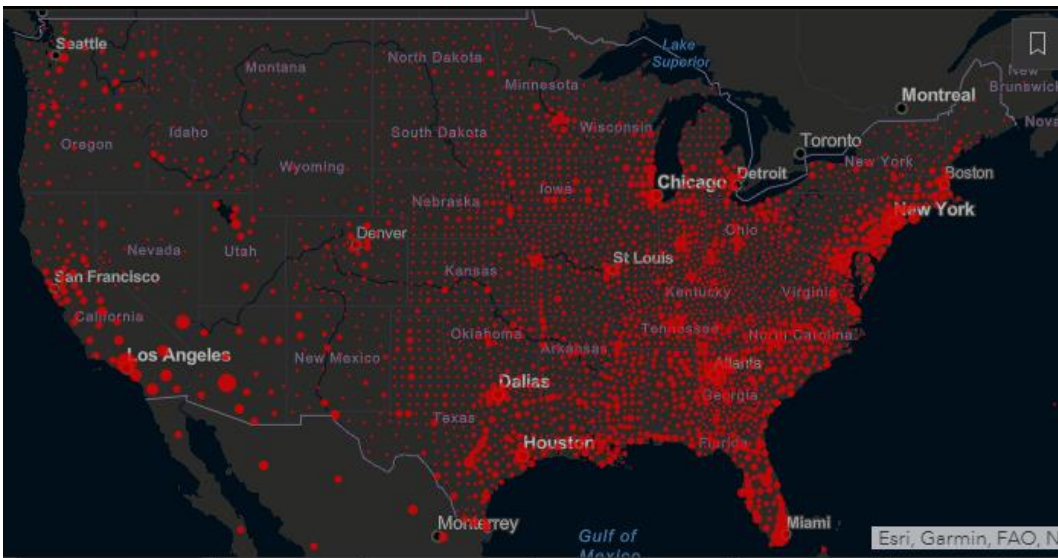 Seattle
Lake
Superior
North Dakota
Montana
Minnesota
New
Brunswick
Montreal
Nova
Wisconsin
Oregon
Idaho
South Dakota
Toronto
New York
Wyoming
Detroit
Boston
Chicago
Iowa
Nebraska
New York
Denver
Ohio
Nevada
Utah
St Louis
San Francisco
Kansas
Kentucky
Virginia
California
Tennessee
North Carolina
Oklahoma
Arkansas
Los Angeles
New Mexico
Atlanta
Dallas
Georgia
Texas
Houston
Florida
Monterrey
Miami
Gulf of
Mexico
Esri, Garmin, FAO, N